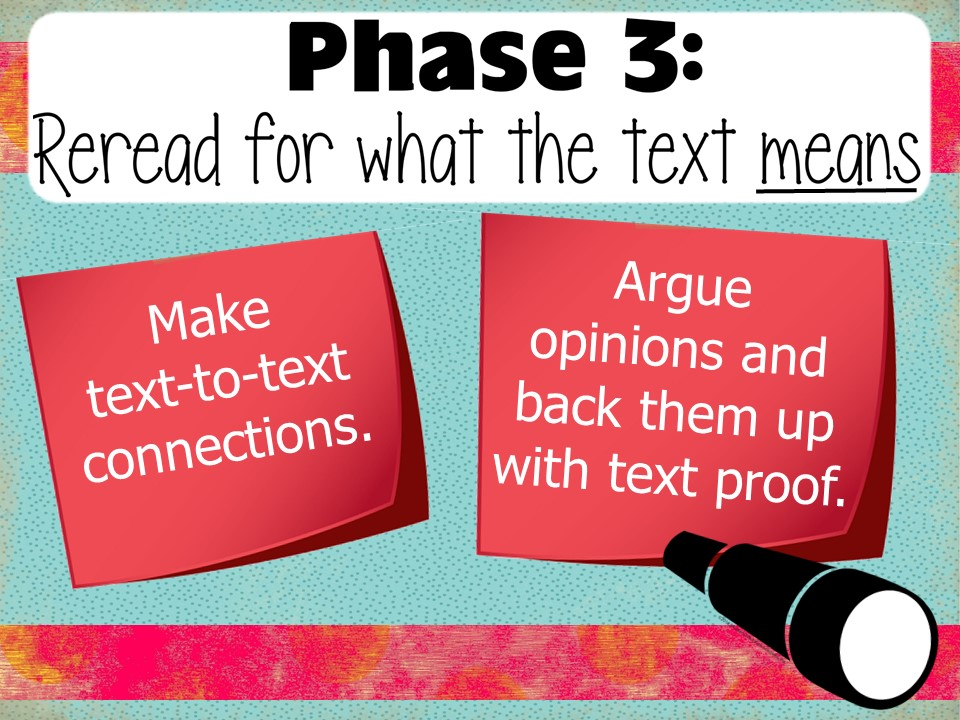 Phase 3:
Reread for what the text means
Make
text-to-text
connections.
Argue
opinions and
back them up
with text proof.